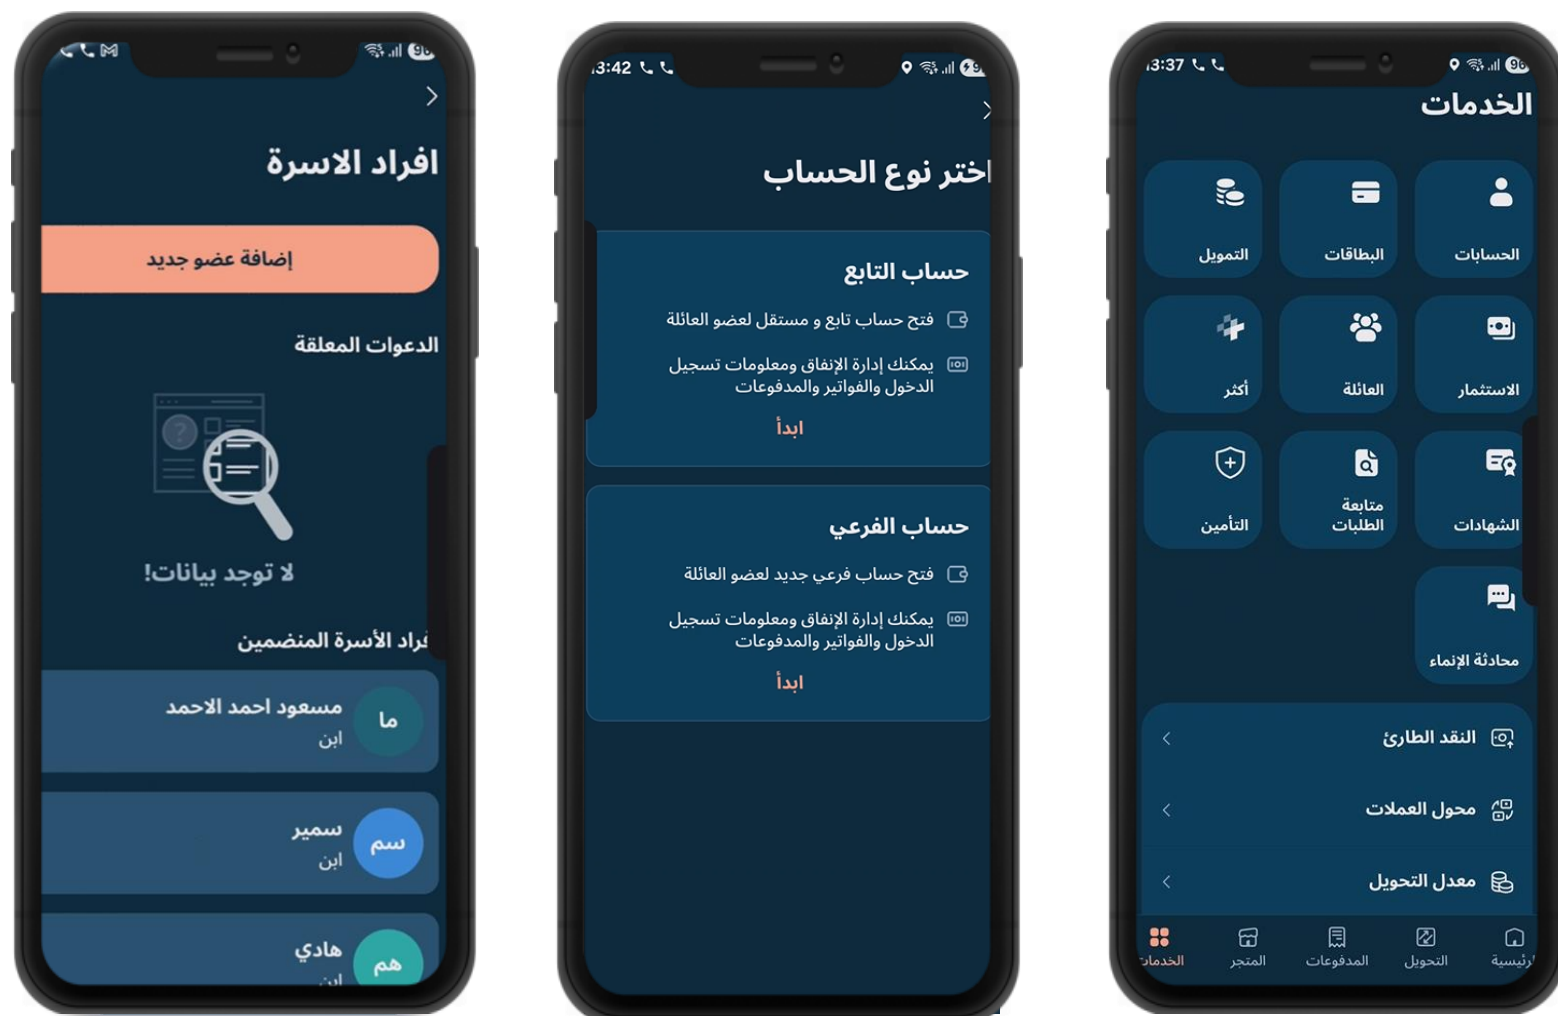 افراد الاسرة
إضافة عضو جديد
الدعوات المعلقة
لا توجد بيانات!
فراد الأسرة المنضمين
ما
مسعود احمد الاحمد
ابن
سم
سمير
ابن
هم
هادي
ابن
3:42
اختر نوع الحساب
حساب التابع
فتح حساب تابع و مستقل لعضو العائلة
يمكنك إدارة الإنفاق ومعلومات تسجيل
الدخول والفواتير والمدفوعات
ابدأ
حساب الفرعي
فتح حساب فرعي جديد لعضو العائلة
يمكنك إدارة الإنفاق ومعلومات تسجيل
الدخول والفواتير والمدفوعات
ابدأ
13:37
الخدمات
الحسابات
البطاقات
التمويل
الاستثمار
العائلة
أكثر
الشهادات
متابعة
الطلبات
التأمين
محادثة الإنماء
النقد الطارئ
محول العملات
معدل التحويل
الرئيسية
التحويل
المدفوعات
المتجر
الخدمات